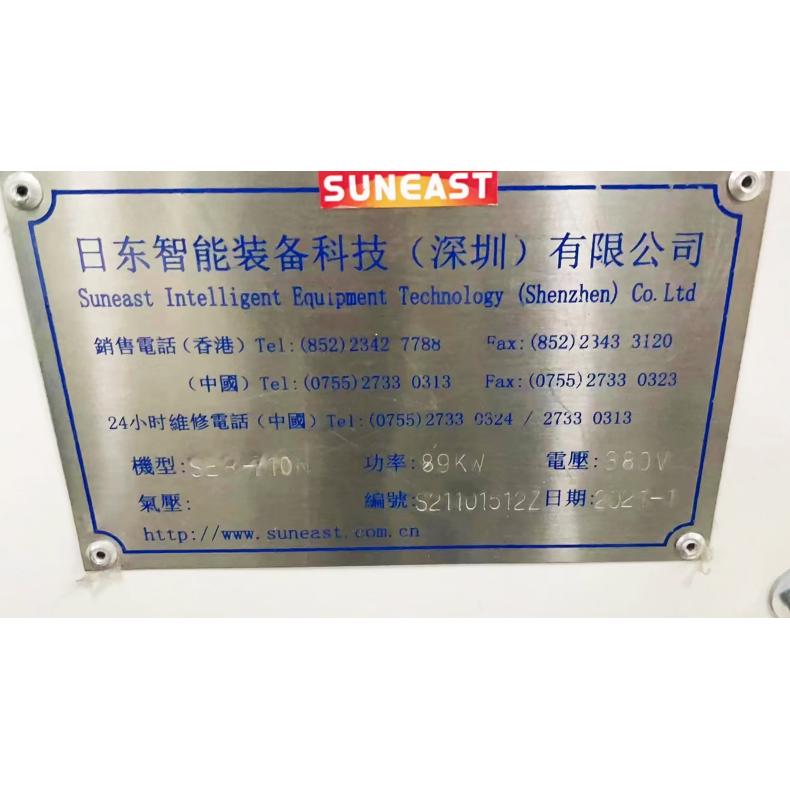 SUNEAST
日东智能装备科技（深圳）有限公司
Suneast Intelligent Equipment Technology (Shenzhen) Co.Ltd
銷售電話（香港）Tel:(852)2342 7788 Fax:(852)2343 3120
（中國）Tel:(0755)2733 0313 Fax:(0755)2733 0323
24小时維修電話（中國）Tel:(0755)2733 0324 / 2733 0313
機型: 功率:89KW 電壓:380V
氣壓: 編號:S21101512Z 日期:
http://www.suneast.com.cn